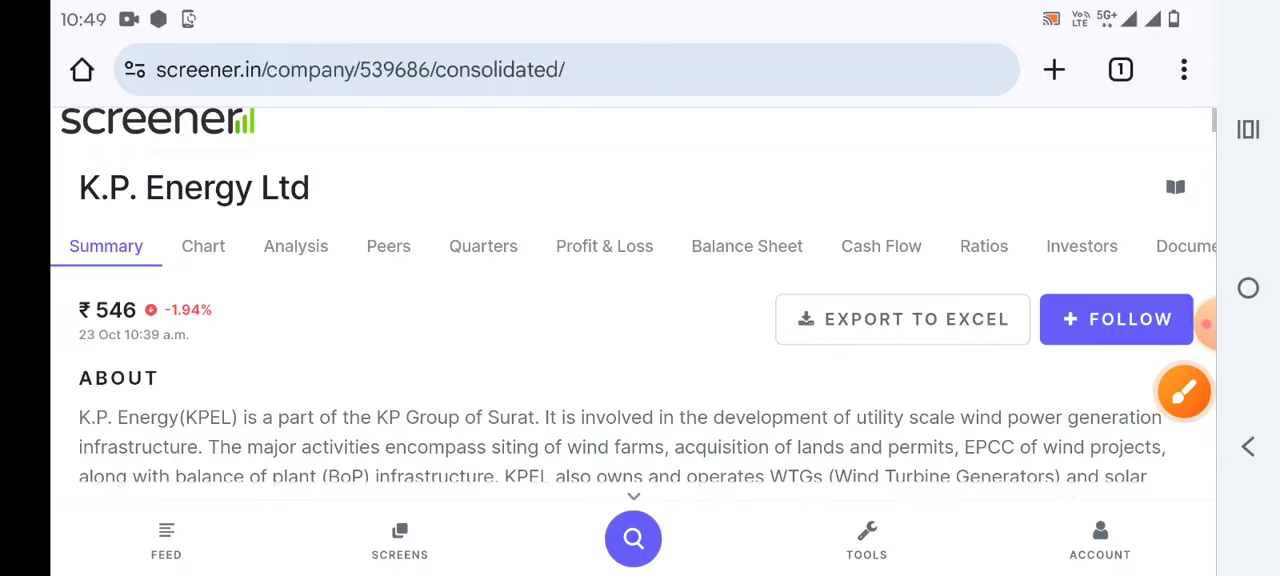 10:49 Vo) LTE 5G+
screener.in/company/539686/consolidated/ 1
screener
K.P. Energy Ltd
Summary Chart Analysis Peers Quarters Profit & Loss Balance Sheet Cash Flow Ratios Investors Docume
₹ 546 -1.94%
23 Oct 10:39 a.m.
EXPORT TO EXCEL + FOLLOW
ABOUT
K.P. Energy(KPEL) is a part of the KP Group of Surat. It is involved in the development of utility scale wind power generation
infrastructure. The major activities encompass siting of wind farms, acquisition of lands and permits, EPCC of wind projects,
along with balance of plant (BoP) infrastructure. KPEL also owns and operates WTGs (Wind Turbine Generators) and solar
FEED SCREENS TOOLS ACCOUNT